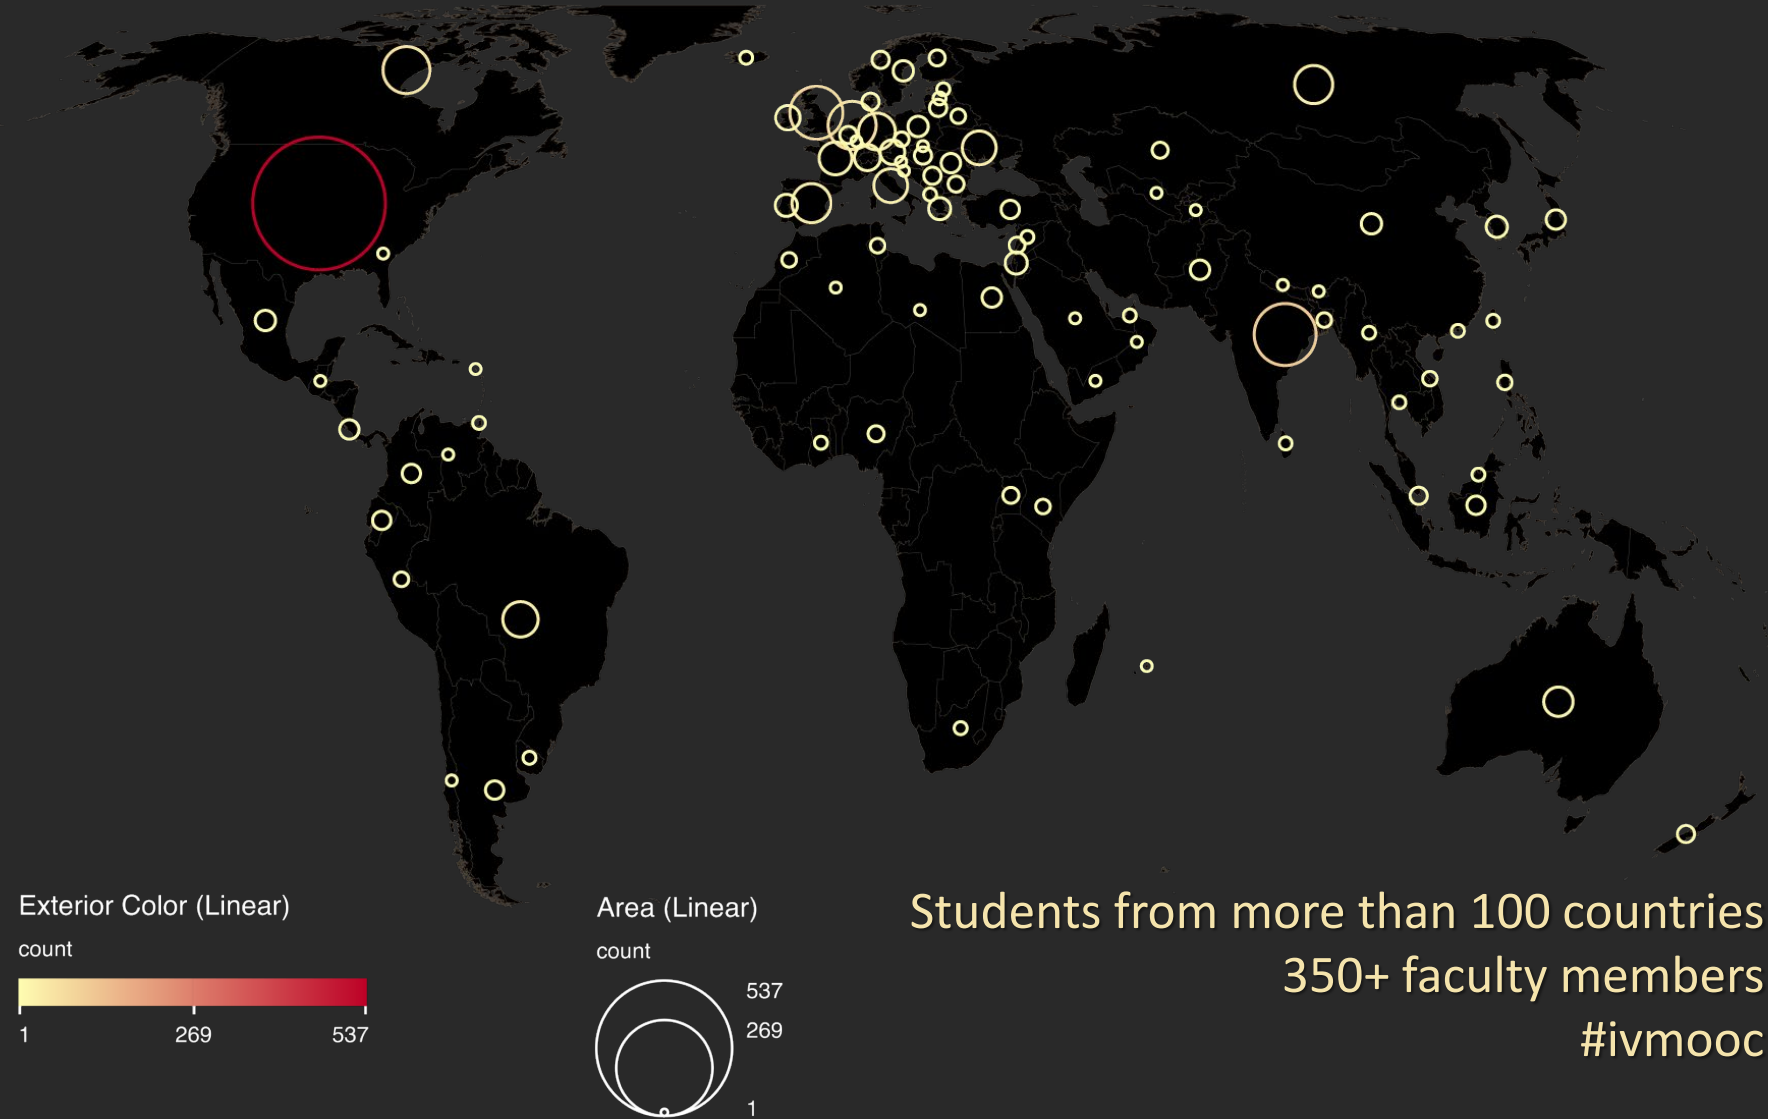 Exterior Color (Linear)
count
1 269 537
Area (Linear)
count
537
269
1
Students from more than 100 countries
350+ faculty members
#ivmooc